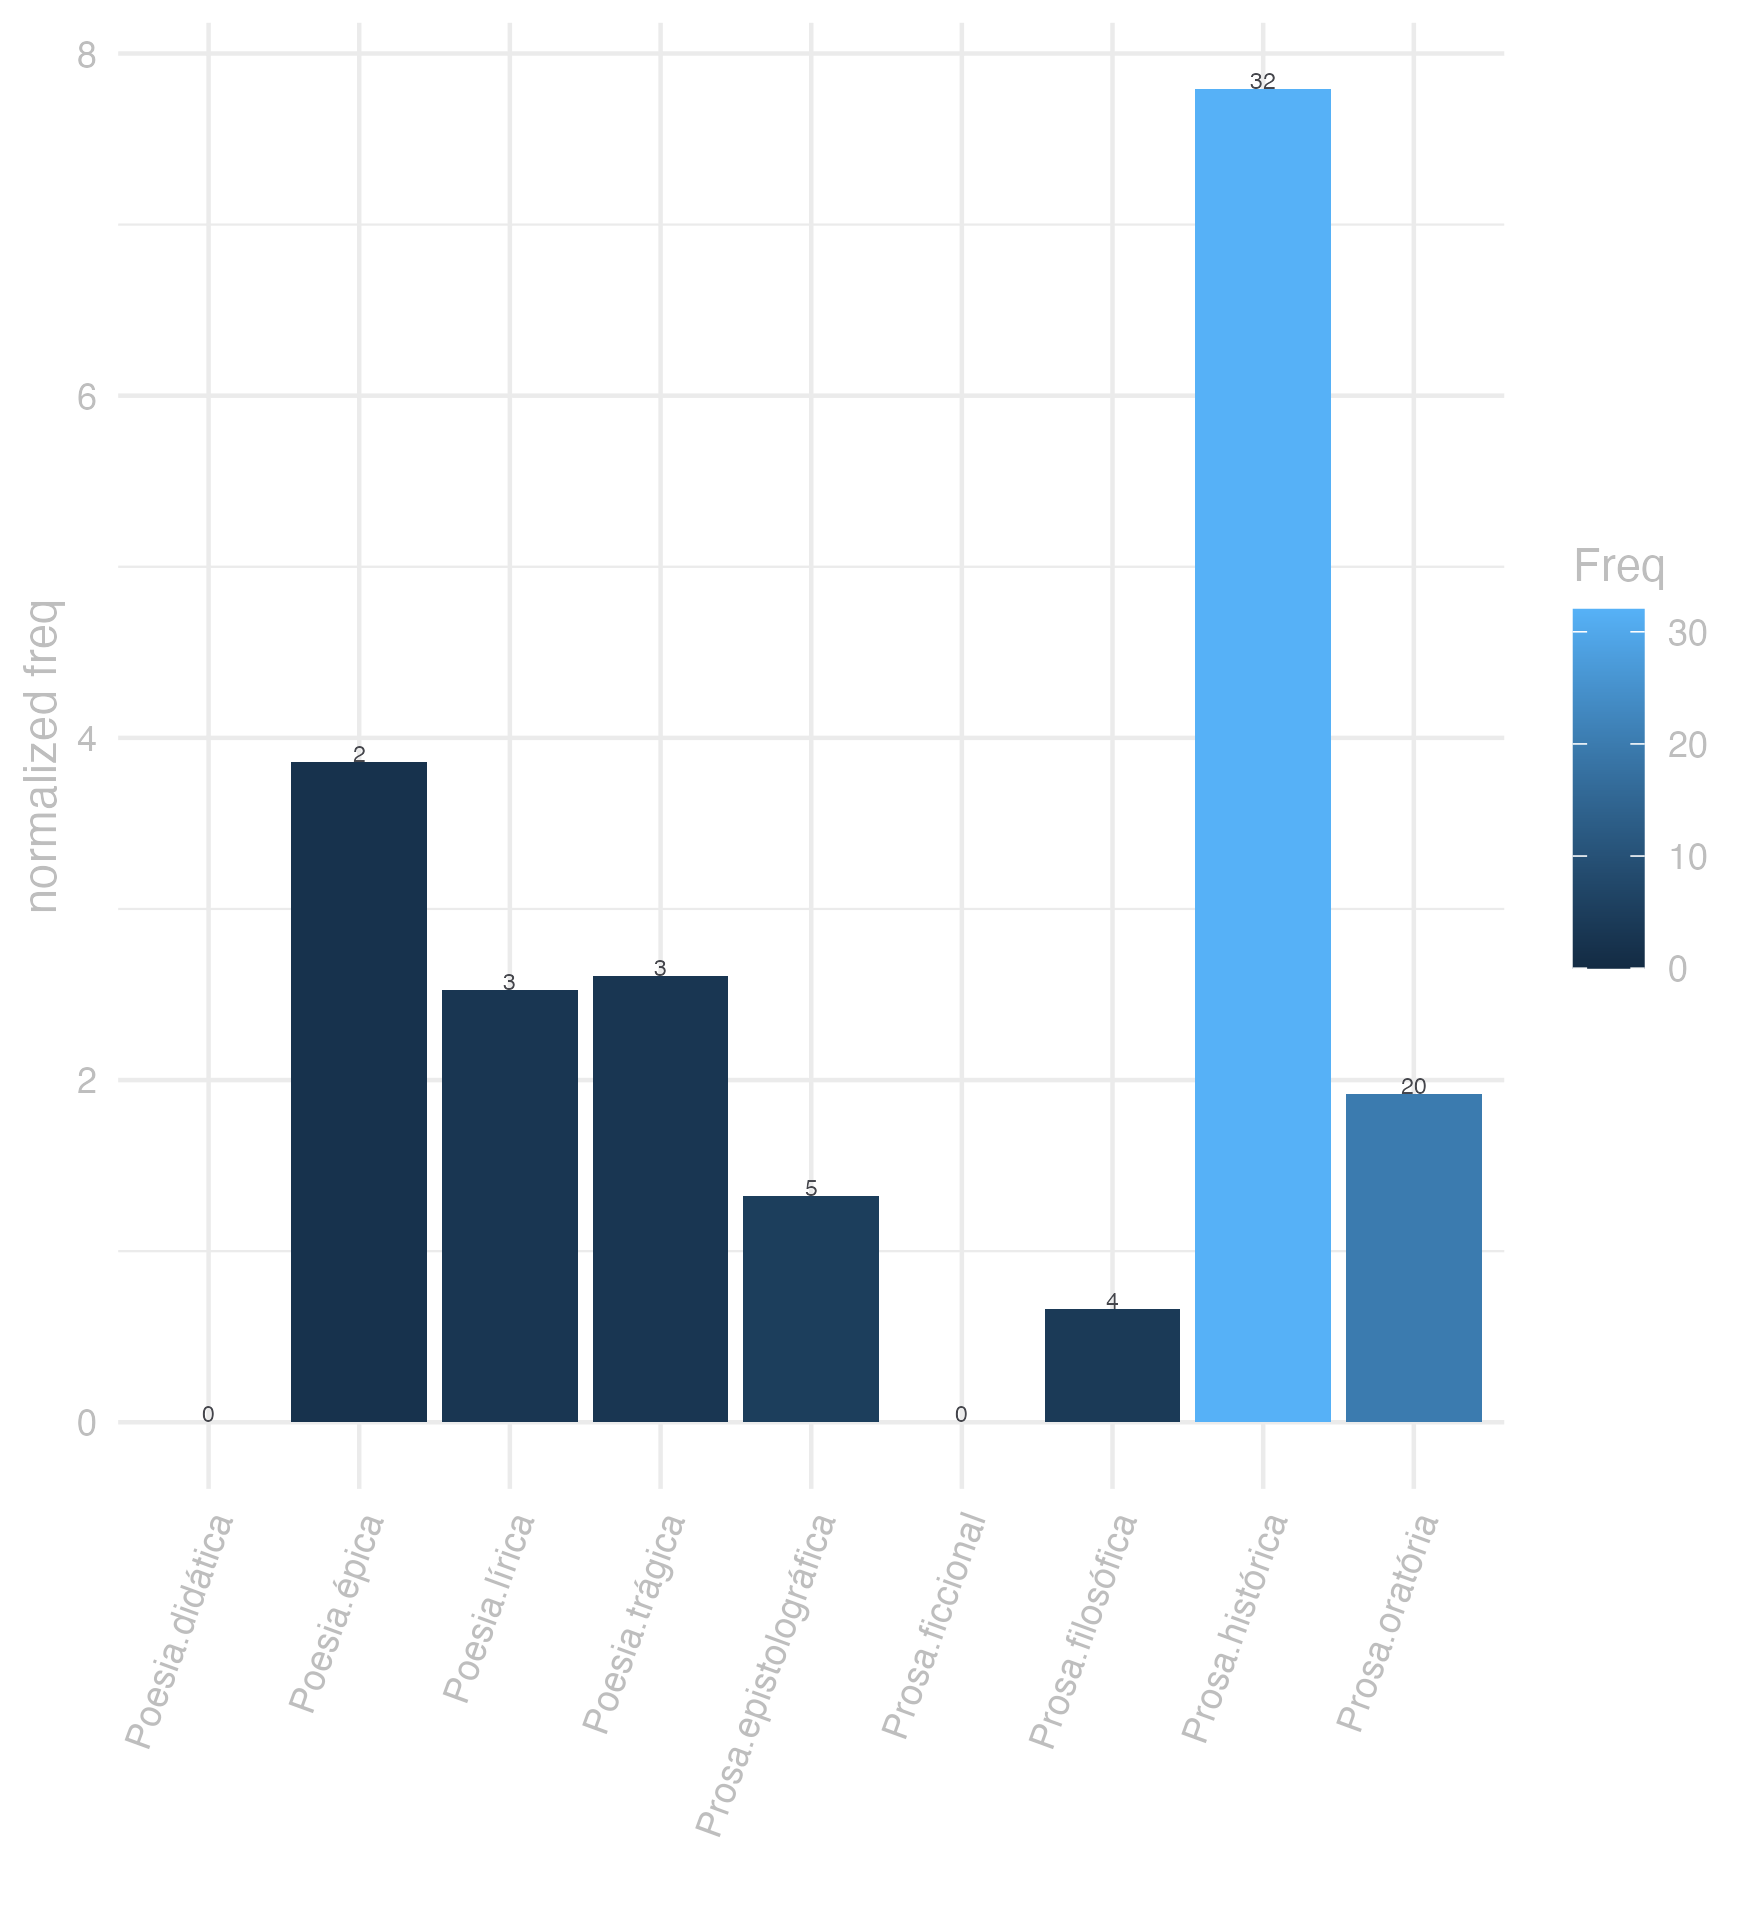 8
6
4
2
0
normalized freq
0
2
3
3
5
0
4
32
20
Poesia.didática
Poesia.épica
Poesia.lírica
Poesia.trágica
Prosa.epistolográfica
Prosa.ficcional
Prosa.filosófica
Prosa.histórica
Prosa.oratória
Freq
30
20
10
0